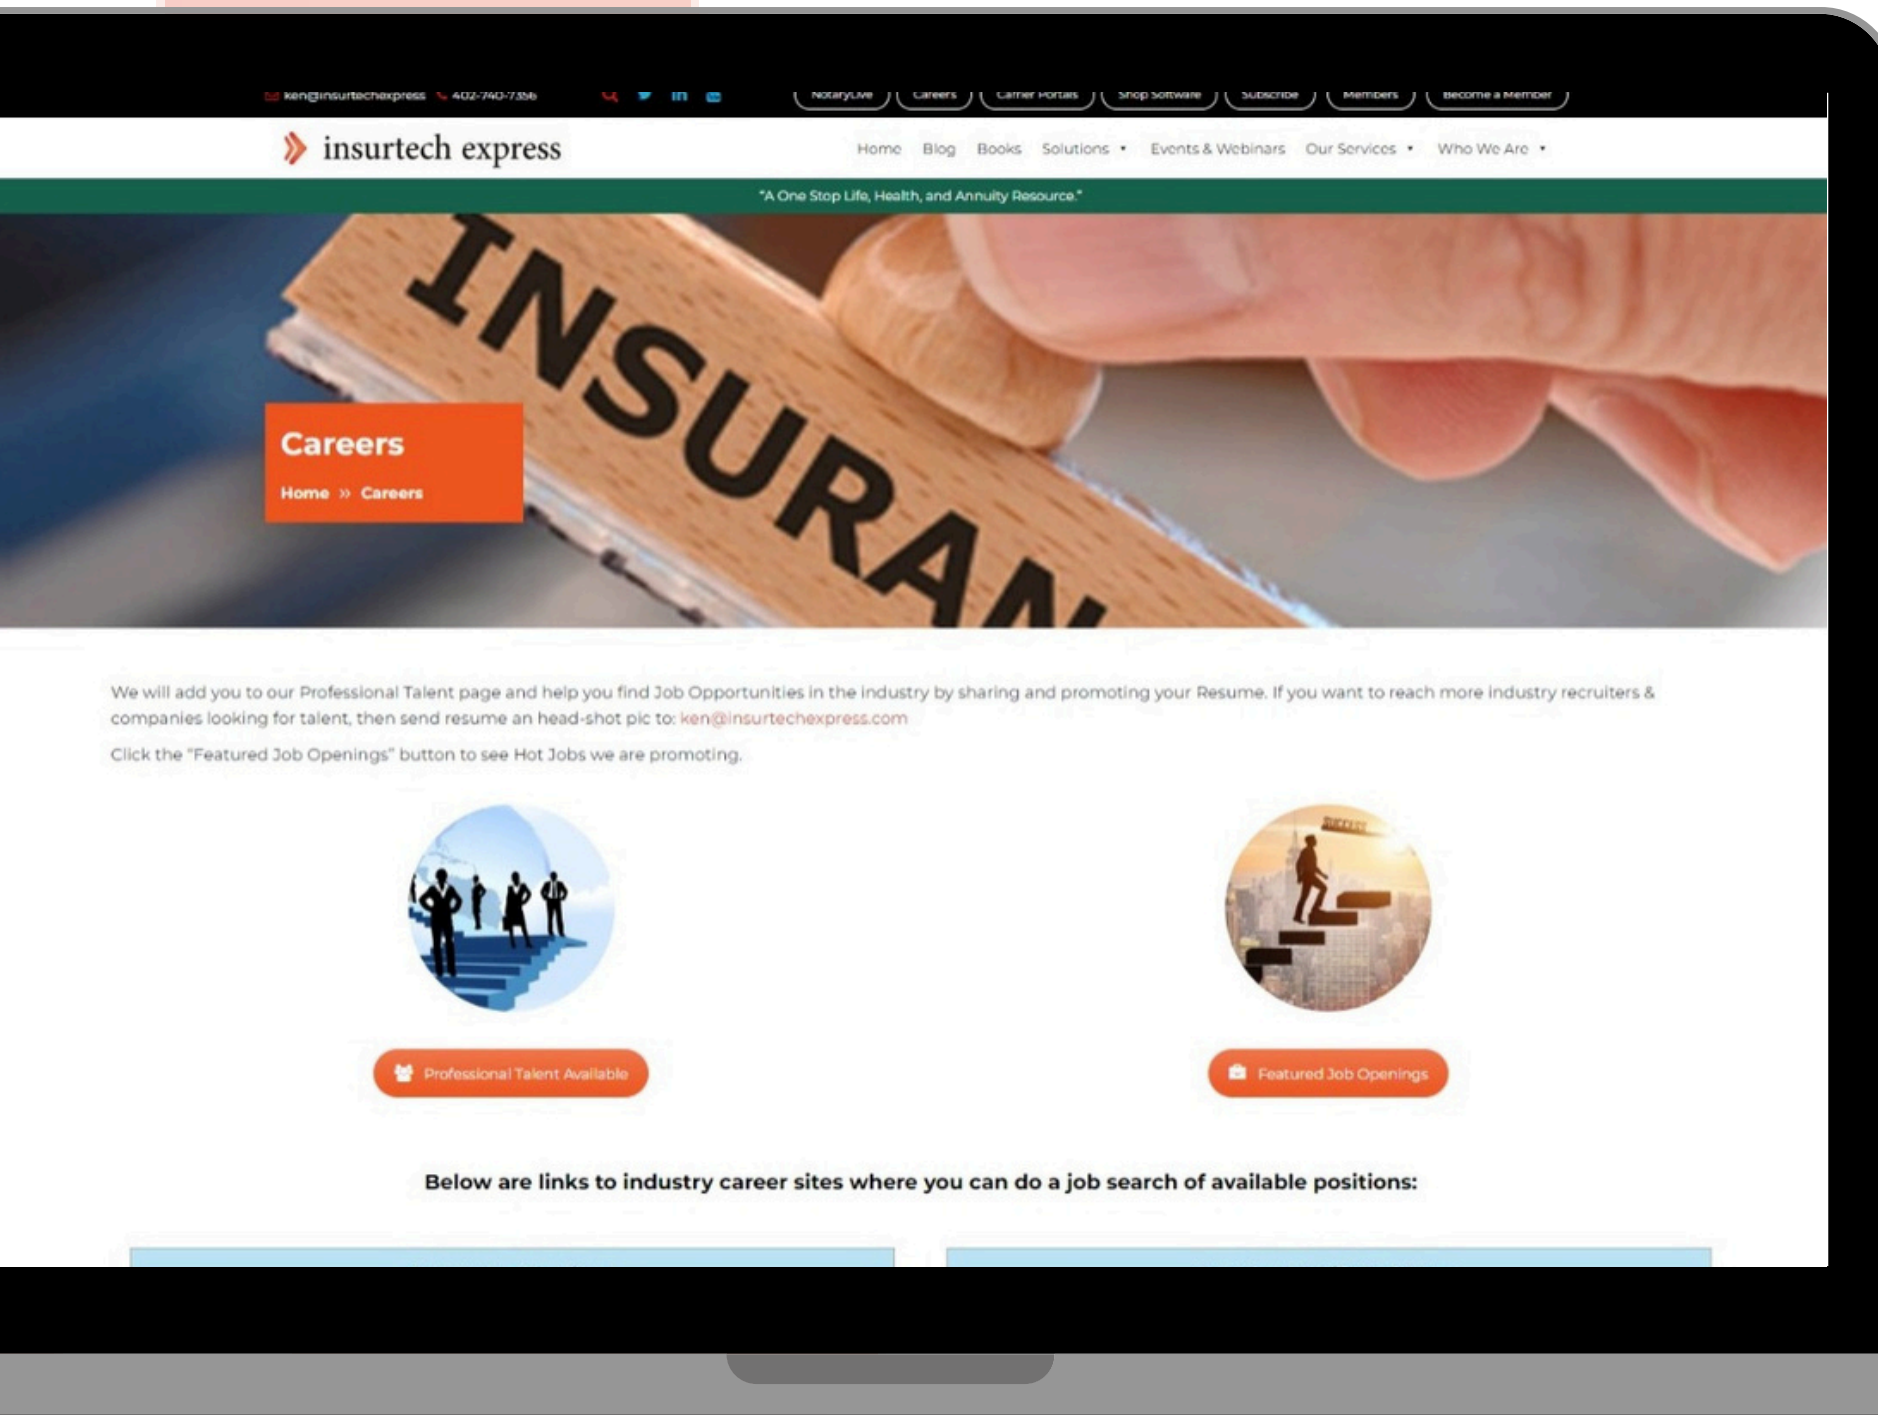 ken@insurtechexpress 402-740-7356 NotaryLive Careers Carrier Portals Shop Software Subscribe Members Become a Member
insurtech express Home Blog Books Solutions Events & Webinars Our Services Who We Are
"A One Stop Life, Health, and Annuity Resource."
INSURAN
Careers
Home » Careers
We will add you to our Professional Talent page and help you find Job Opportunities in the industry by sharing and promoting your Resume. If you want to reach more industry recruiters &
companies looking for talent, then send resume an head-shot pic to: ken@insurtechexpress.com
Click the "Featured Job Openings" button to see Hot Jobs we are promoting.
SUCCESS
Professional Talent Available
Featured Job Openings
Below are links to industry career sites where you can do a job search of available positions: